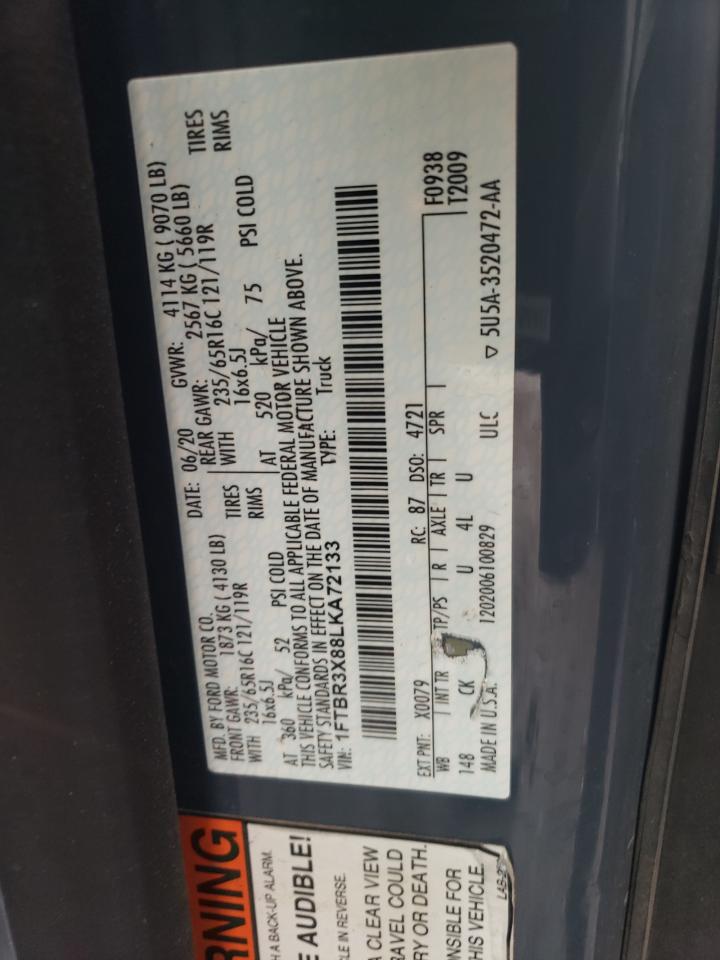 MFD. BY FORD MOTOR CO.
DATE: 06/20 GVWR: 4114 KG ( 9070 LB)
FRONT GAWR: 1873 KG ( 4130 LB) REAR GAWR: 2567 KG ( 5660 LB)
WITH 235/65R16C 121/119R TIRES WITH 235/65R16C 121/119R TIRES
16x6.5J RIMS 16x6.5J RIMS
AT 360 kPa/ 52 PSI COLD AT 520 kPa/ 75 PSI COLD
THIS VEHICLE CONFORMS TO ALL APPLICABLE FEDERAL MOTOR VEHICLE
SAFETY STANDARDS IN EFFECT ON THE DATE OF MANUFACTURE SHOWN ABOVE.
VIN: 1FTBR3X88LKA72133 TYPE: Truck
EXT PNT: X0079 RC: 87 DSO: 4721 F0938
WB INT TR TP/PS R AXLE TR SPR T2009
148 CK U 4L U
MADE IN U.S.A. 1202006100829 ULC ▽ 5U5A-3520472-AA
RNING
H A BACK-UP ALARM.
E AUDIBLE!
CLE IN REVERSE.
A CLEAR VIEW
RAVEL COULD
RY OR DEATH.
NSIBLE FOR
HIS VEHICLE.